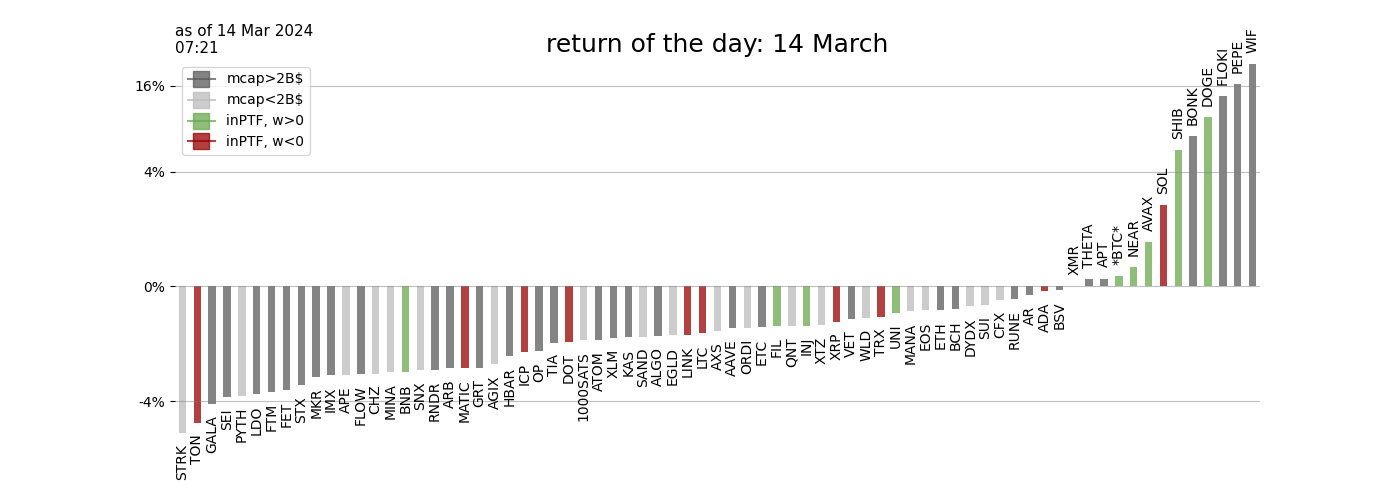 as of 14 Mar 2024
07:21
return of the day: 14 March
mcap>2B$
mcap<2B$
inPTF, w>0
inPTF, w<0
16%
4%
0%
-4%
STRK
TON
GALA
SEI
PYTH
LDO
FTM
FET
STX
MKR
IMX
APE
FLOW
CHZ
MINA
BNB
SNX
RNDR
ARB
MATIC
GRT
AGIX
HBAR
ICP
OP
TIA
DOT
1000SATS
ATOM
XLM
KAS
SAND
ALGO
EGLD
LINK
LTC
AXS
AAVE
ORDI
ETC
FIL
QNT
INJ
XTZ
XRP
VET
WLD
TRX
UNI
MANA
EOS
ETH
BCH
DYDX
SUI
CFX
RUNE
AR
ADA
BSV
XMR
THETA
APT
*BTC*
NEAR
AVAX
SOL
SHIB
BONK
DOGE
FLOKI
PEPE
WIF